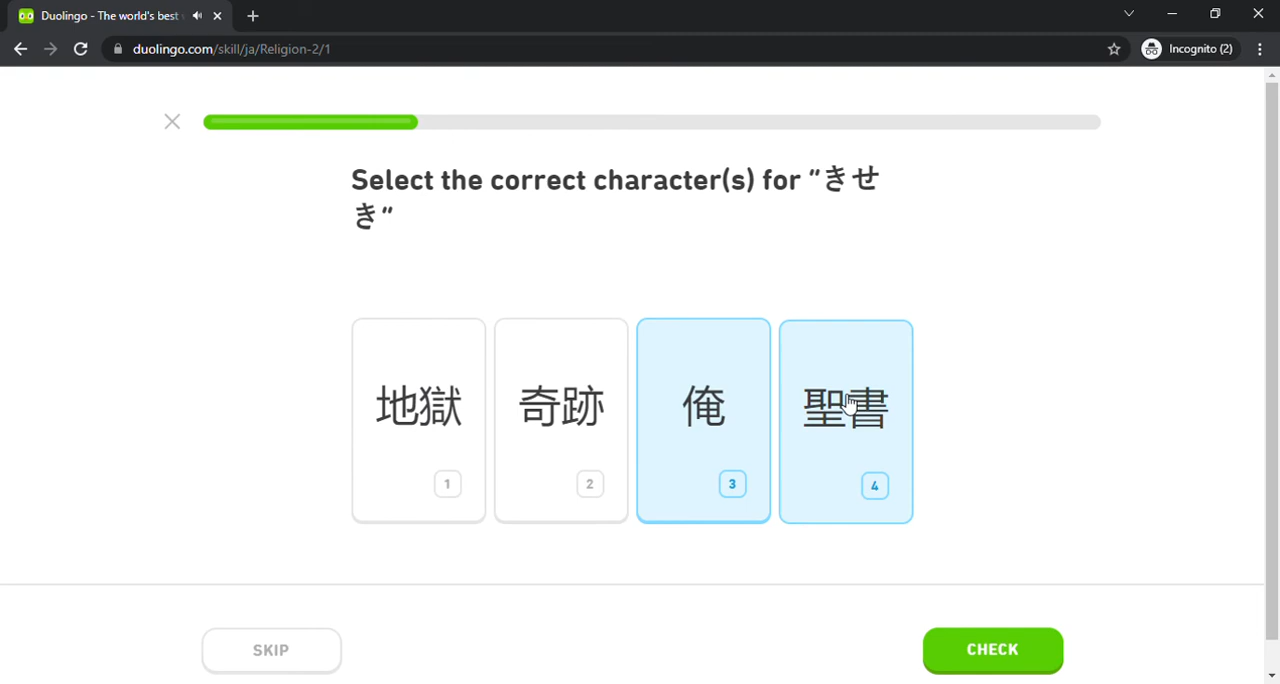 Duolingo - The world's best
duolingo.com/skill/ja/Religion-2/1
Incognito (2)
Select the correct character(s) for "きせ
き"
地獄
奇跡
俺
聖書
1
2
3
4
SKIP
CHECK